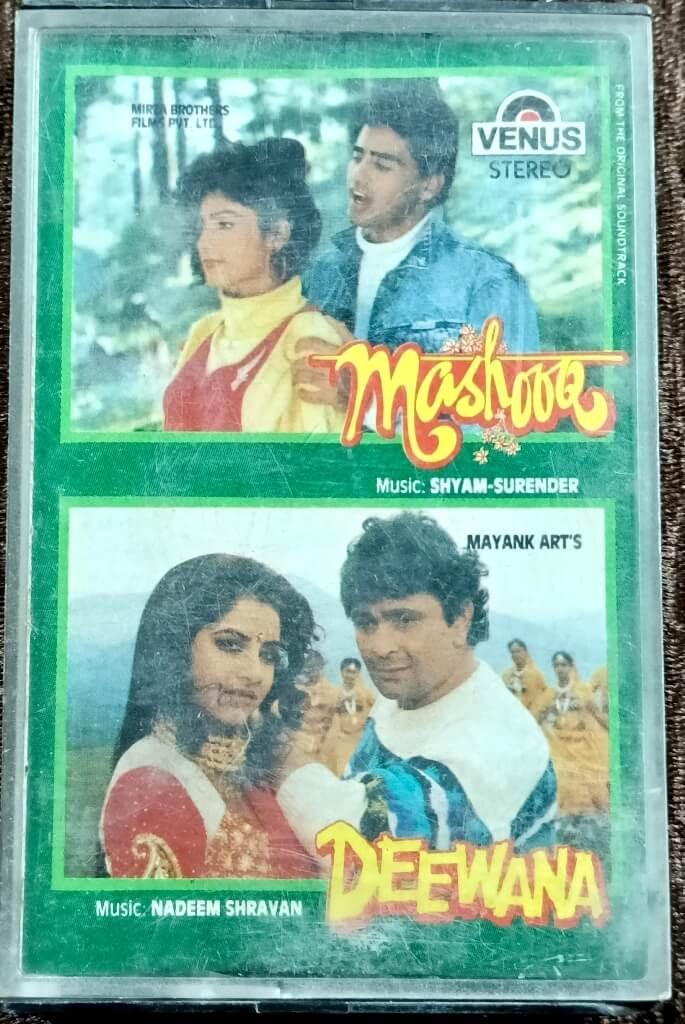 MIRZA BROTHERS
FILMS PVT. LTD.
VENUS
STEREO
FROM THE ORIGINAL SOUNDTRACK
Mashooq
Music: SHYAM-SURENDER
MAYANK ART'S
DEEWANA
Music: NADEEM SHRAVAN